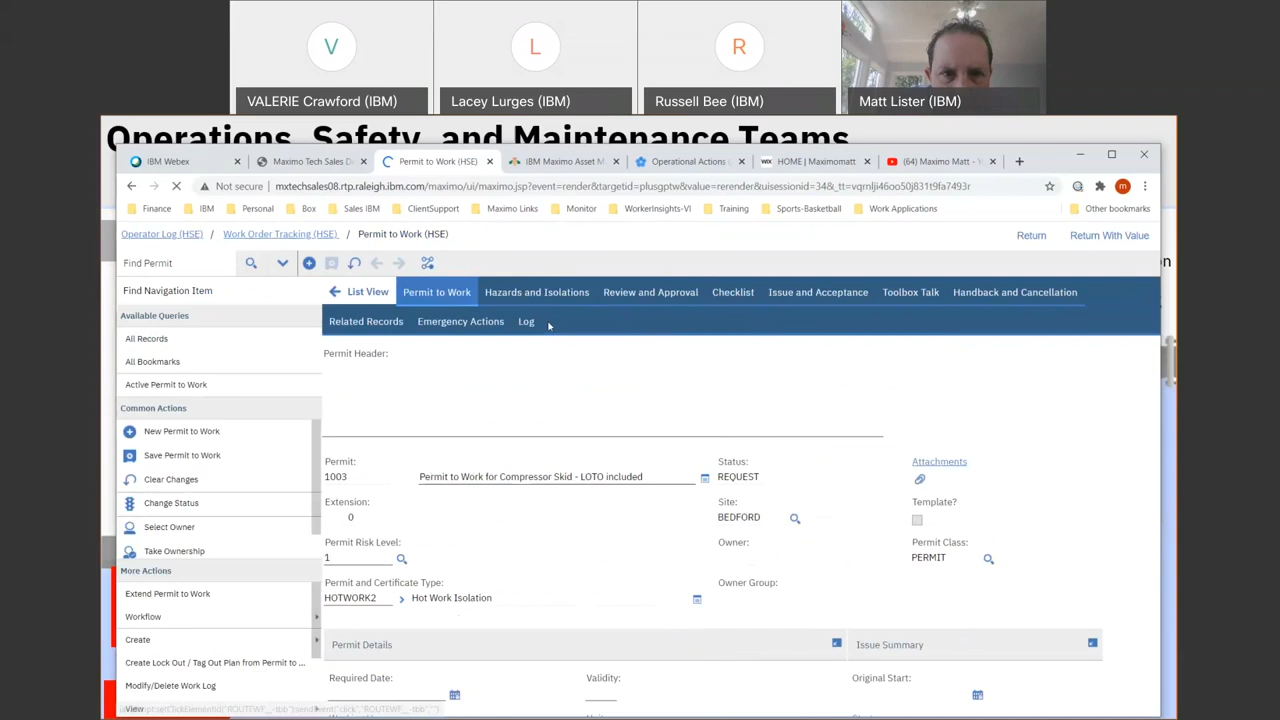 V
L
R
VALERIE Crawford (IBM)
Lacey Lurges (IBM)
Russell Bee (IBM)
Matt Lister (IBM)
Operations, Safety, and Maintenance Teams
IBM Webex
Maximo Tech Sales D
Permit to Work (HSE)
IBM Maximo Asset M
Operational Actions (
HOME | Maximomatt
(64) Maximo Matt -
Not secure
mxtechsales08.rtp.raleigh.ibm.com/maximo/ui/maximo.jsp?event=render&targetid=plusgptw&value=rerender&uisessionid=34&_tt=vqrnlji46oo50j831t9fa7493r
Finance
IBM
Personal
Box
Sales IBM
ClientSupport
Maximo Links
Monitor
WorkerInsights-VI
Training
Sports-Basketball
Work Applications
Other bookmarks
Operator Log (HSE) / Work Order Tracking (HSE) / Permit to Work (HSE)
Return
Return With Value
Find Permit
Find Navigation Item
Available Queries
All Records
All Bookmarks
Active Permit to Work
Common Actions
New Permit to Work
Save Permit to Work
Clear Changes
Change Status
Select Owner
Take Ownership
More Actions
Extend Permit to Work
Workflow
Create
Create Lock Out / Tag Out Plan from Permit to ...
Modify/Delete Work Log
View
List View
Permit to Work
Hazards and Isolations
Review and Approval
Checklist
Issue and Acceptance
Toolbox Talk
Handback and Cancellation
Related Records
Emergency Actions
Log
Permit Header:
Permit:
1003
Permit to Work for Compressor Skid - LOTO included
Status:
REQUEST
Attachments
Extension:
0
Site:
BEDFORD
Template?
Permit Risk Level:
1
Owner:
Permit Class:
PERMIT
Permit and Certificate Type:
HOTWORK2
Hot Work Isolation
Owner Group:
Permit Details
Issue Summary
Required Date:
Validity:
Original Start: